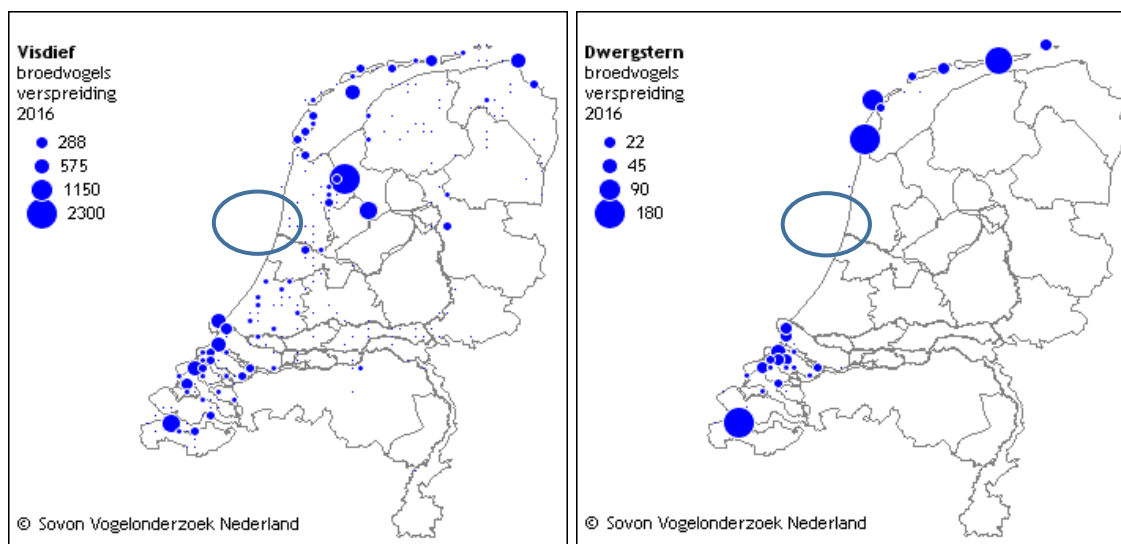 Visdief
broedvogels
verspreiding
2016
288
575
1150
2300
© Sovon Vogelonderzoek Nederland
Dwergstern
broedvogels
verspreiding
2016
22
45
90
180
© Sovon Vogelonderzoek Nederland